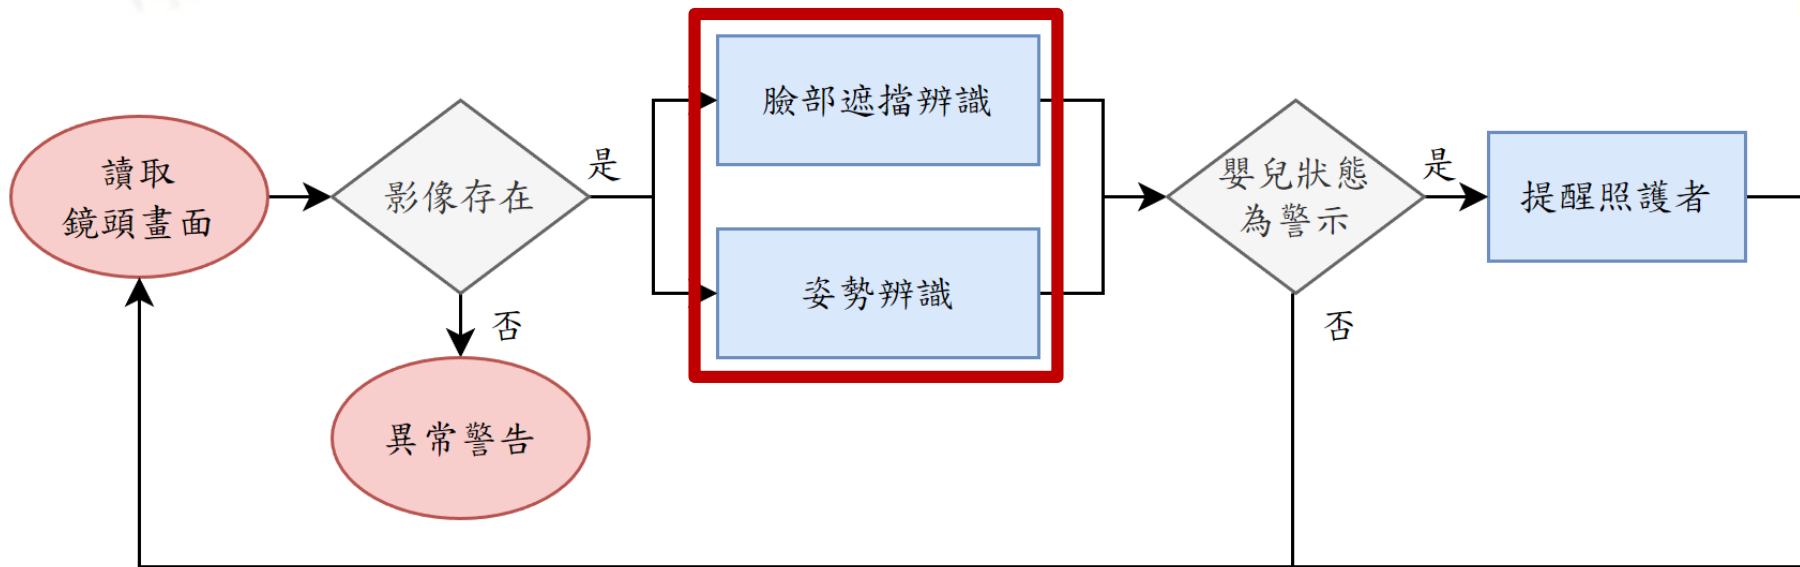 讀取
鏡頭畫面
影像存在
是
否
異常警告
臉部遮擋辨識
姿勢辨識
嬰兒狀態
為警示
是
否
提醒照護者